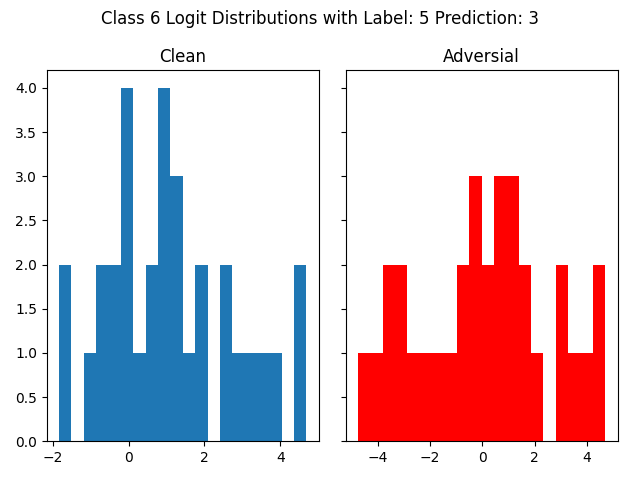 Class 6 Logit Distributions with Label: 5 Prediction: 3
Clean
Adversial
4.0
3.5
3.0
2.5
2.0
1.5
1.0
0.5
0.0
−2 0 2 4
−4 −2 0 2 4